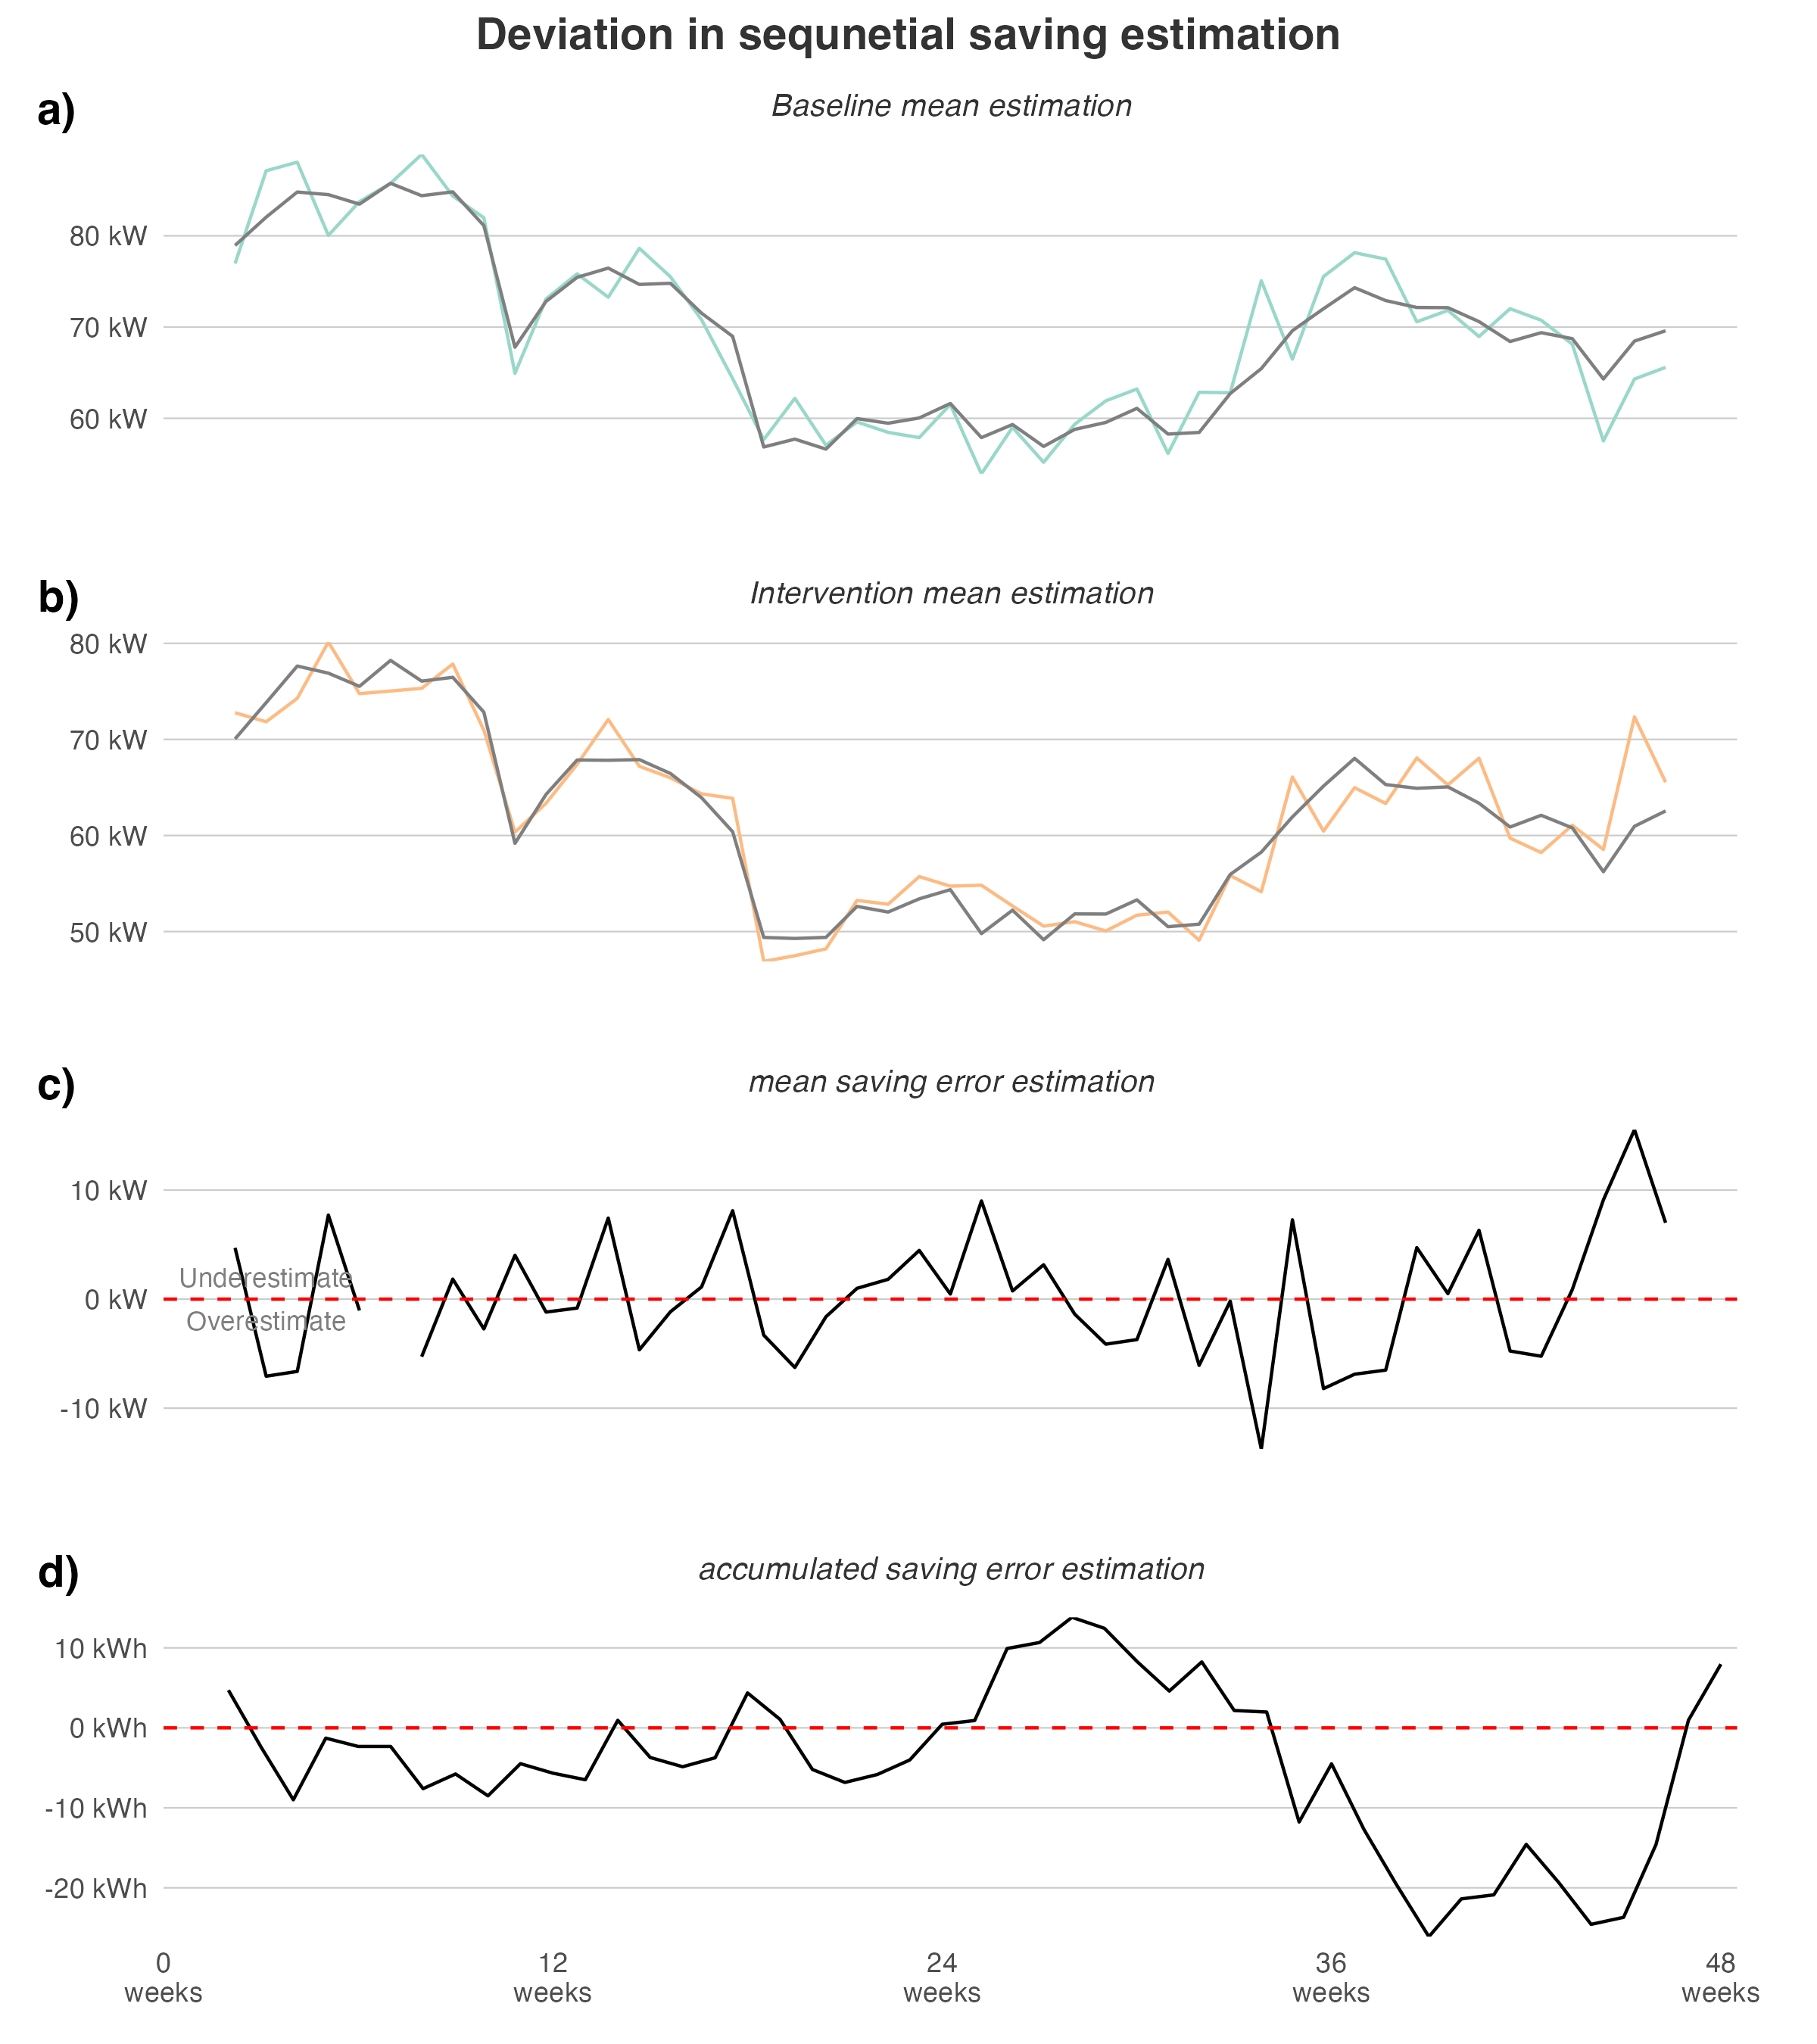 Deviation in sequnetial saving estimation
a)
Baseline mean estimation
80 kW
70 kW
60 kW
b)
Intervention mean estimation
80 kW
70 kW
60 kW
50 kW
c)
mean saving error estimation
10 kW
Underestimate
0 kW
Overestimate
-10 kW
d)
accumulated saving error estimation
10 kWh
0 kWh
-10 kWh
-20 kWh
0 12 24 36 48
weeks weeks weeks weeks weeks